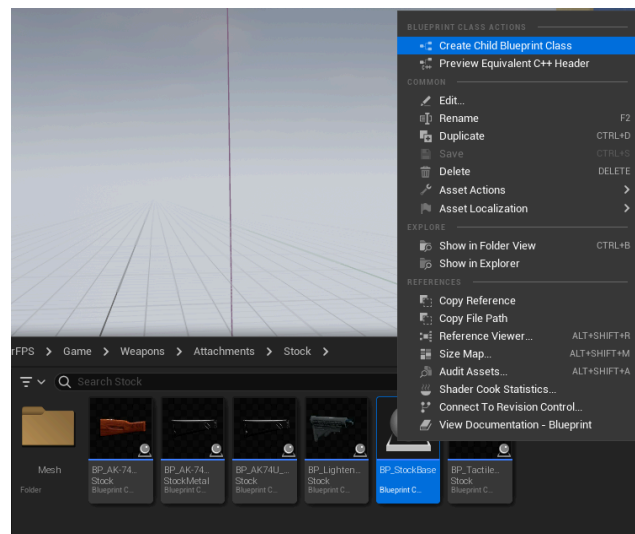 BLUEPRINT CLASS ACTIONS
Create Child Blueprint Class
Preview Equivalent C++ Header
COMMON
Edit...
Rename F2
Duplicate CTRL+D
Save CTRL+S
Delete DELETE
Asset Actions
Asset Localization
EXPLORE
Show in Folder View CTRL+B
Show in Explorer
REFERENCES
Copy Reference
Copy File Path
Reference Viewer... ALT+SHIFT+R
Size Map... ALT+SHIFT+M
Audit Assets... ALT+SHIFT+A
Shader Cook Statistics...
Connect To Revision Control...
View Documentation - Blueprint
rFPS > Game > Weapons > Attachments > Stock >
Search Stock
Mesh
Folder
BP_AK-74...
Stock
Blueprint C...
BP_AK-74...
StockMetal
Blueprint C...
BP_AK74U_...
Stock
Blueprint C...
BP_Lighten...
Stock
Blueprint C...
BP_StockBase
Blueprint C...
BP_Tactile...
Stock
Blueprint C...